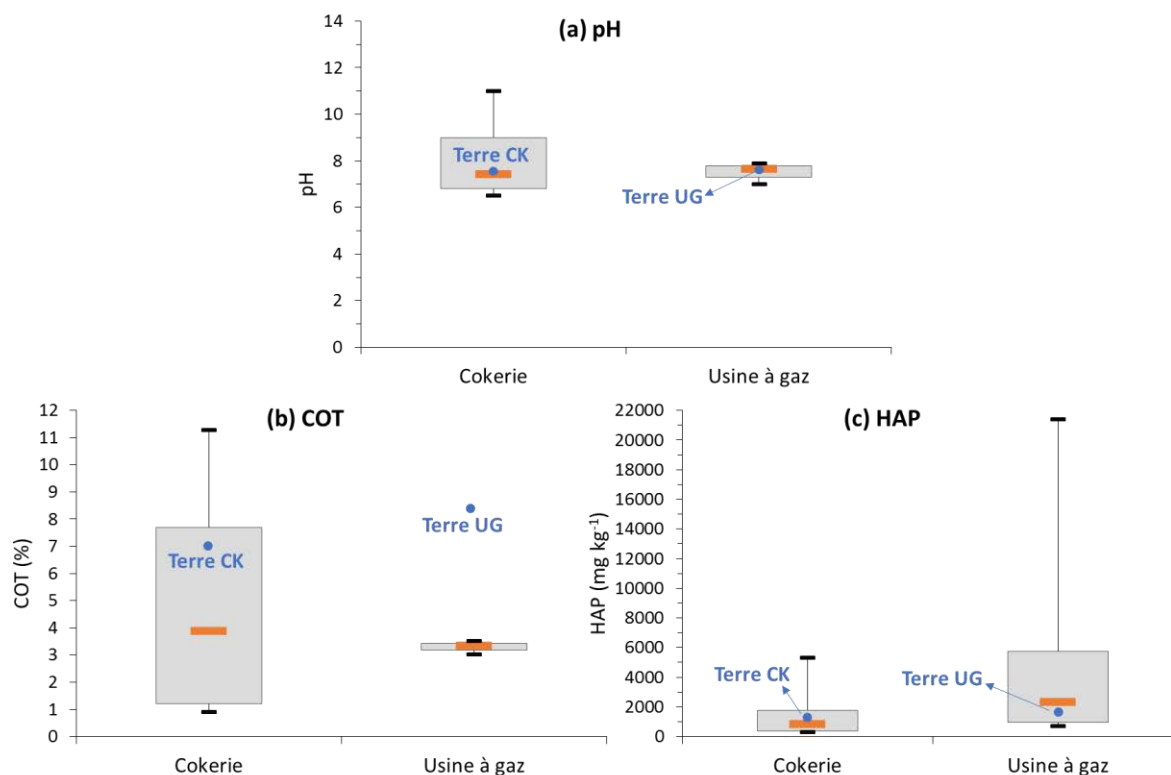 (a) pH
14
12
10
8
6
4
2
0
pH
Terre CK
Terre UG
Cokerie
Usine à gaz
(b) COT
12
11
10
9
8
7
6
5
4
3
2
1
0
COT (%)
Terre CK
Terre UG
Cokerie
Usine à gaz
(c) HAP
22000
20000
18000
16000
14000
12000
10000
8000
6000
4000
2000
0
HAP (mg kg⁻¹)
Terre CK
Terre UG
Cokerie
Usine à gaz